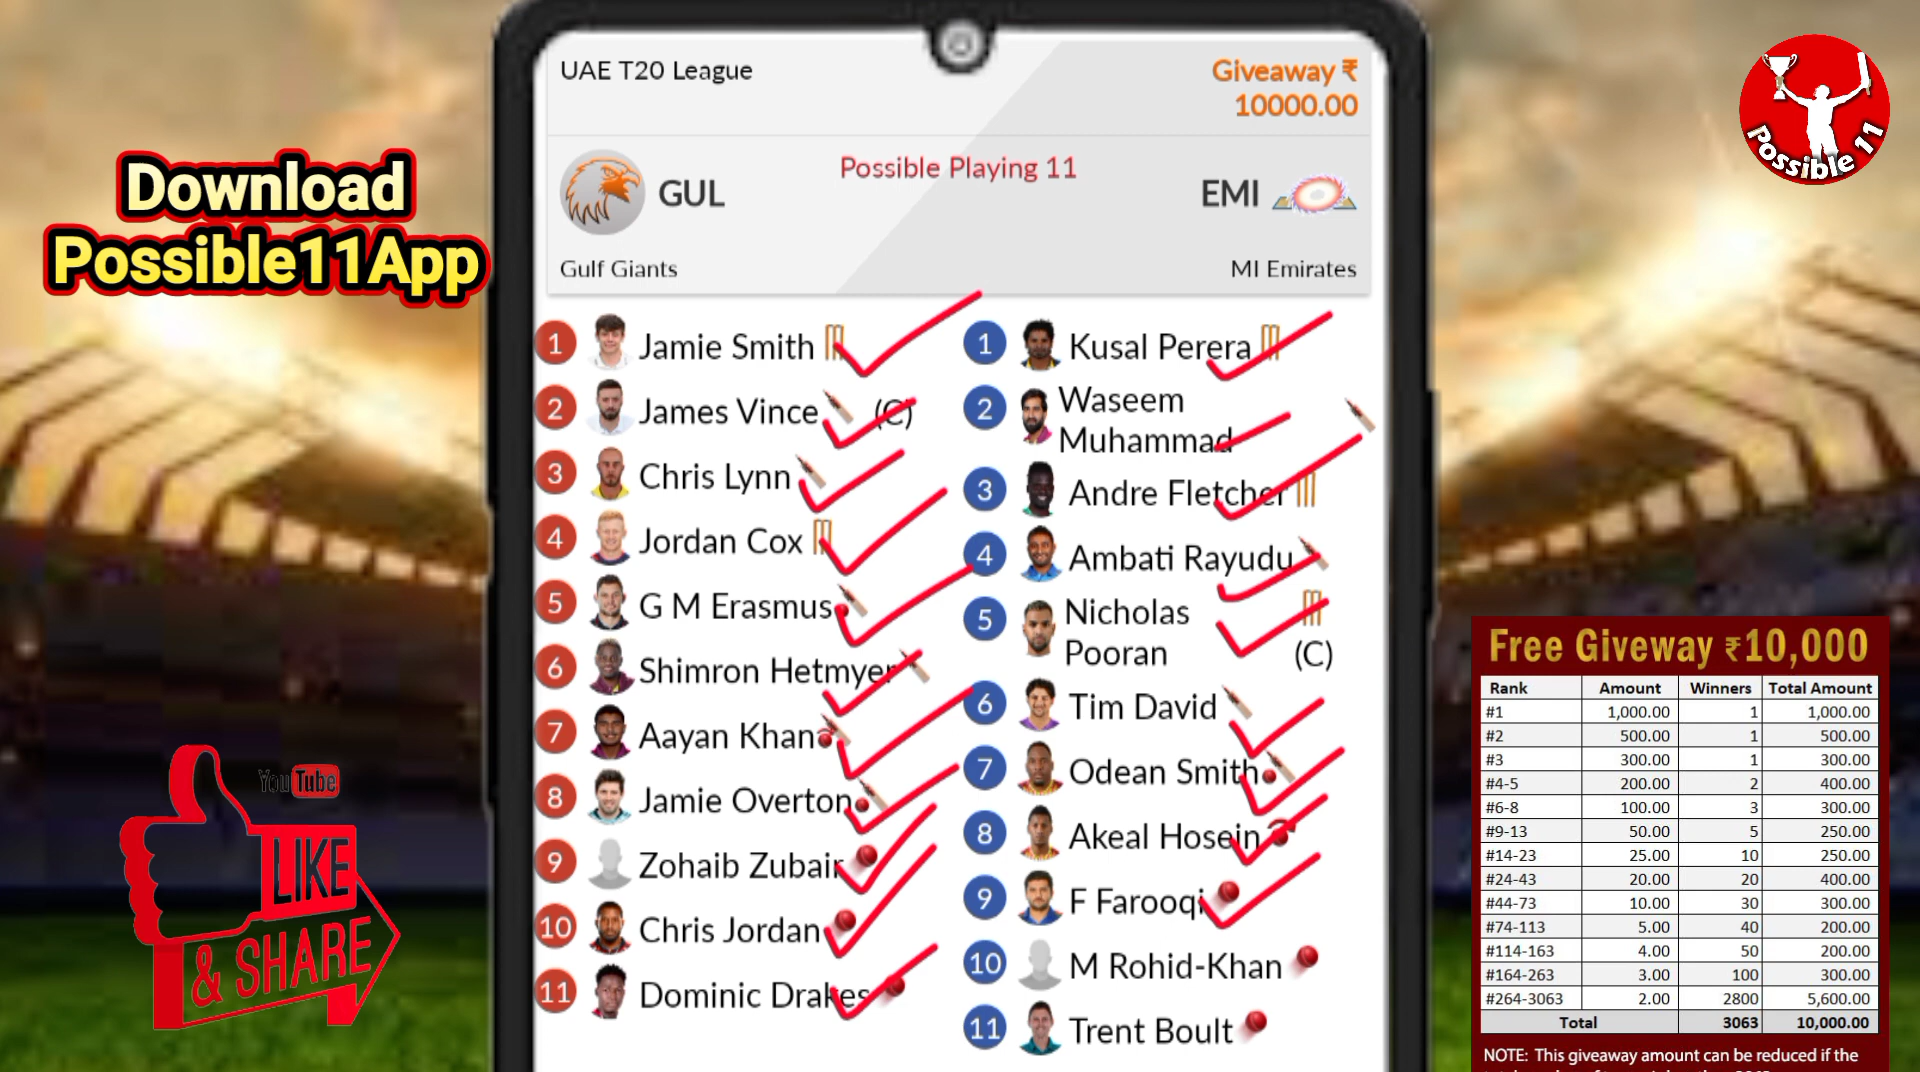 UAE T20 League
Giveaway ₹
10000.00
Possible 11
Download
Possible11App
Possible Playing 11
GUL
EMI
Gulf Giants
MI Emirates
1 Jamie Smith
2 James Vince (C)
3 Chris Lynn
4 Jordan Cox
5 G M Erasmus
6 Shimron Hetmyer
7 Aayan Khan
8 Jamie Overton
9 Zohaib Zubair
10 Chris Jordan
11 Dominic Drakes
1 Kusal Perera
2 Waseem
Muhammad
3 Andre Fletcher
4 Ambati Rayudu
5 Nicholas
Pooran (C)
6 Tim David
7 Odean Smith
8 Akeal Hosein
9 F Farooqi
10 M Rohid-Khan
11 Trent Boult
YouTube
LIKE
& SHARE
Free Giveway ₹10,000
Rank Amount Winners Total Amount
#1 1,000.00 1 1,000.00
#2 500.00 1 500.00
#3 300.00 1 300.00
#4-5 200.00 2 400.00
#6-8 100.00 3 300.00
#9-13 50.00 5 250.00
#14-23 25.00 10 250.00
#24-43 20.00 20 400.00
#44-73 10.00 30 300.00
#74-113 5.00 40 200.00
#114-163 4.00 50 200.00
#164-263 3.00 100 300.00
#264-3063 2.00 2800 5,600.00
Total 3063 10,000.00
NOTE: This giveaway amount can be reduced if the